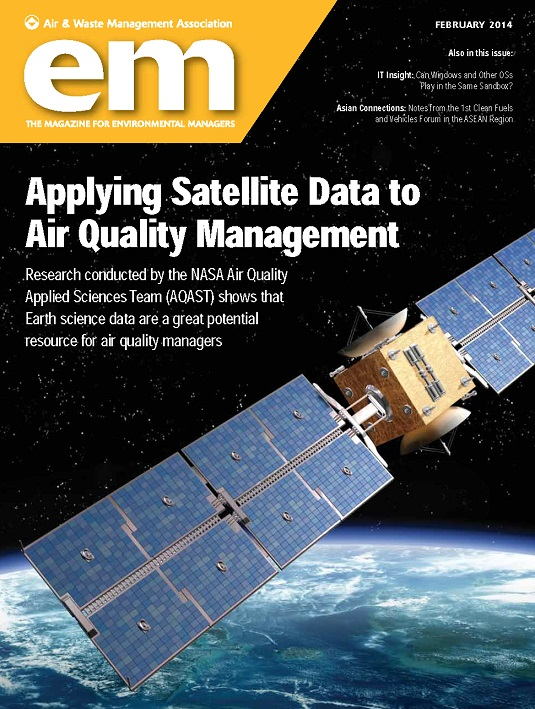 Air & Waste Management Association
FEBRUARY 2014
em
THE MAGAZINE FOR ENVIRONMENTAL MANAGERS
Also in this issue:
IT Insight: Can Windows and Other OSs
Play in the Same Sandbox?
Asian Connections: Notes from the 1st Clean Fuels
and Vehicles Forum in the ASEAN Region
Applying Satellite Data to
Air Quality Management
Research conducted by the NASA Air Quality
Applied Sciences Team (AQAST) shows that
Earth science data are a great potential
resource for air quality managers